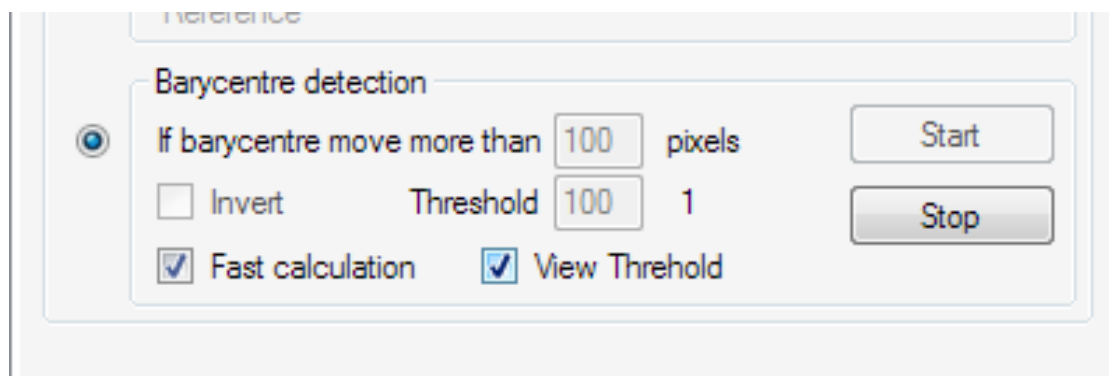 Reference
Barycentre detection
If barycentre move more than 100 pixels Start
Invert Threshold 100 1
Stop
Fast calculation View Threhold